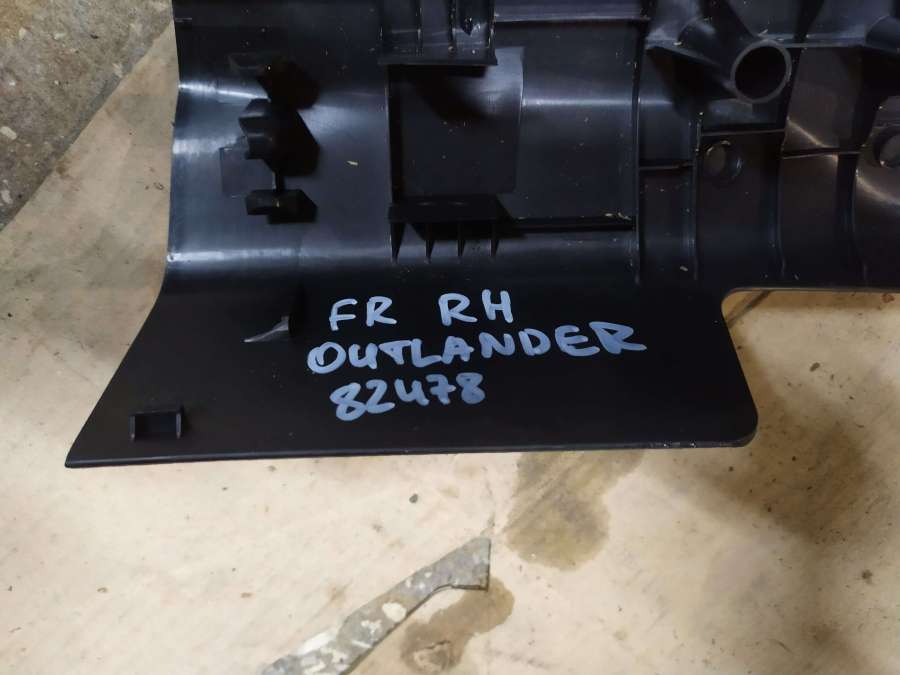 FR RH
OUTLANDER
82478